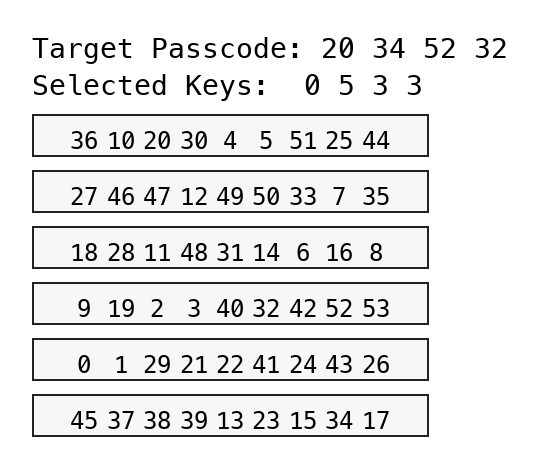 Target Passcode: 20 34 52 32
Selected Keys: 0 5 3 3
36 10 20 30 4 5 51 25 44
27 46 47 12 49 50 33 7 35
18 28 11 48 31 14 6 16 8
9 19 2 3 40 32 42 52 53
0 1 29 21 22 41 24 43 26
45 37 38 39 13 23 15 34 17